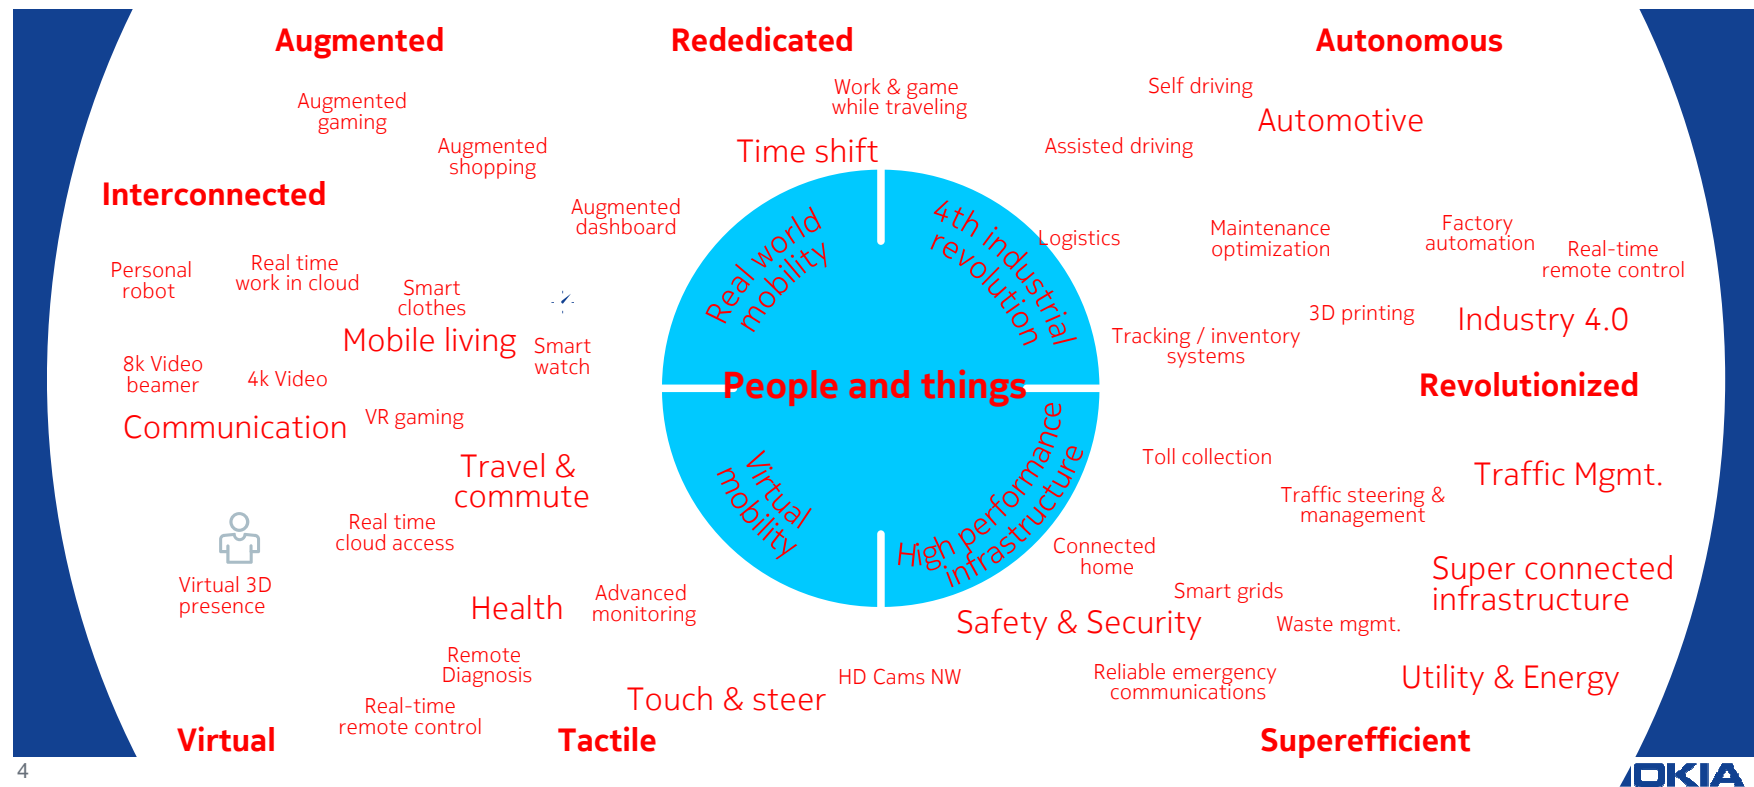 Augmented
Rededicated
Autonomous
Work & game
while traveling
Self driving
Augmented
gaming
Automotive
Augmented
shopping
Time shift
Assisted driving
Interconnected
Augmented
dashboard
Real world
mobility
4th industrial
revolution
Logistics
Maintenance
optimization
Factory
automation
Real-time
remote control
Personal
robot
Real time
work in cloud
Smart
clothes
Mobile living
Smart
watch
3D printing
Industry 4.0
Tracking / inventory
systems
8k Video
beamer
4k Video
People and things
Revolutionized
Communication
VR gaming
Travel &
commute
Virtual
mobility
High performance
infrastructure
Toll collection
Traffic Mgmt.
Traffic steering &
management
Real time
cloud access
Connected
home
Super connected
infrastructure
Virtual 3D
presence
Health
Advanced
monitoring
Smart grids
Safety & Security
Waste mgmt.
Remote
Diagnosis
HD Cams NW
Reliable emergency
communications
Utility & Energy
Touch & steer
Real-time
remote control
Virtual
Tactile
Superefficient
4
NOKIA